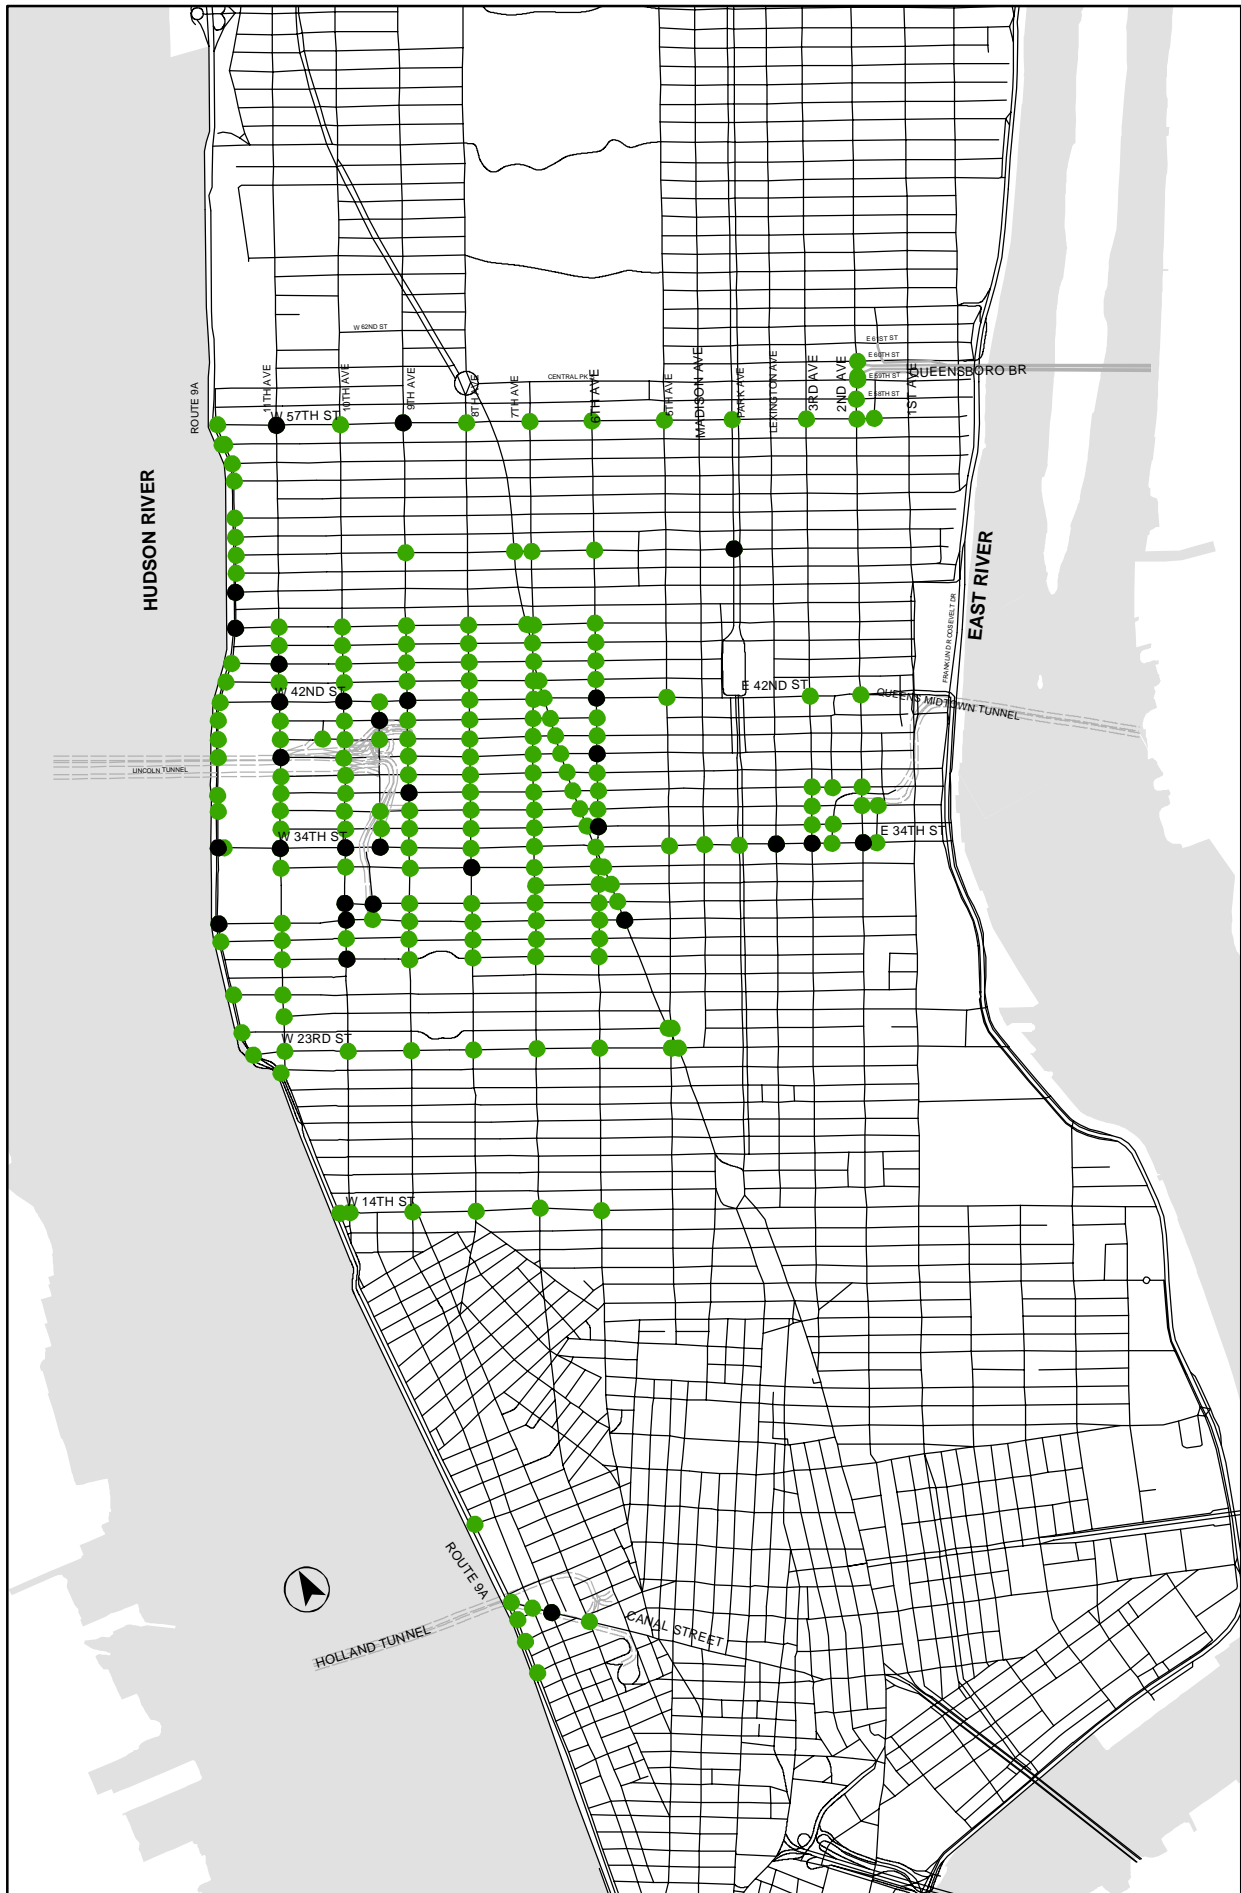 W 62ND ST
E 61ST ST
E 60TH ST
QUEENSBORO BR
CENTRAL PK
E 59TH ST
E 58TH ST
ROUTE 9A
11TH AVE
10TH AVE
9TH AVE
8TH AVE
7TH AVE
6TH AVE
5TH AVE
MADISON AVE
PARK AVE
LEXINGTON AVE
3RD AVE
2ND AVE
1ST AVE
W 57TH ST
HUDSON RIVER
EAST RIVER
FRANKLIN D ROOSEVELT DR
W 42ND ST
E 42ND ST
QUEENS MIDTOWN TUNNEL
LINCOLN TUNNEL
W 34TH ST
E 34TH ST
W 23RD ST
W 14TH ST
ROUTE 9A
CANAL STREET
HOLLAND TUNNEL